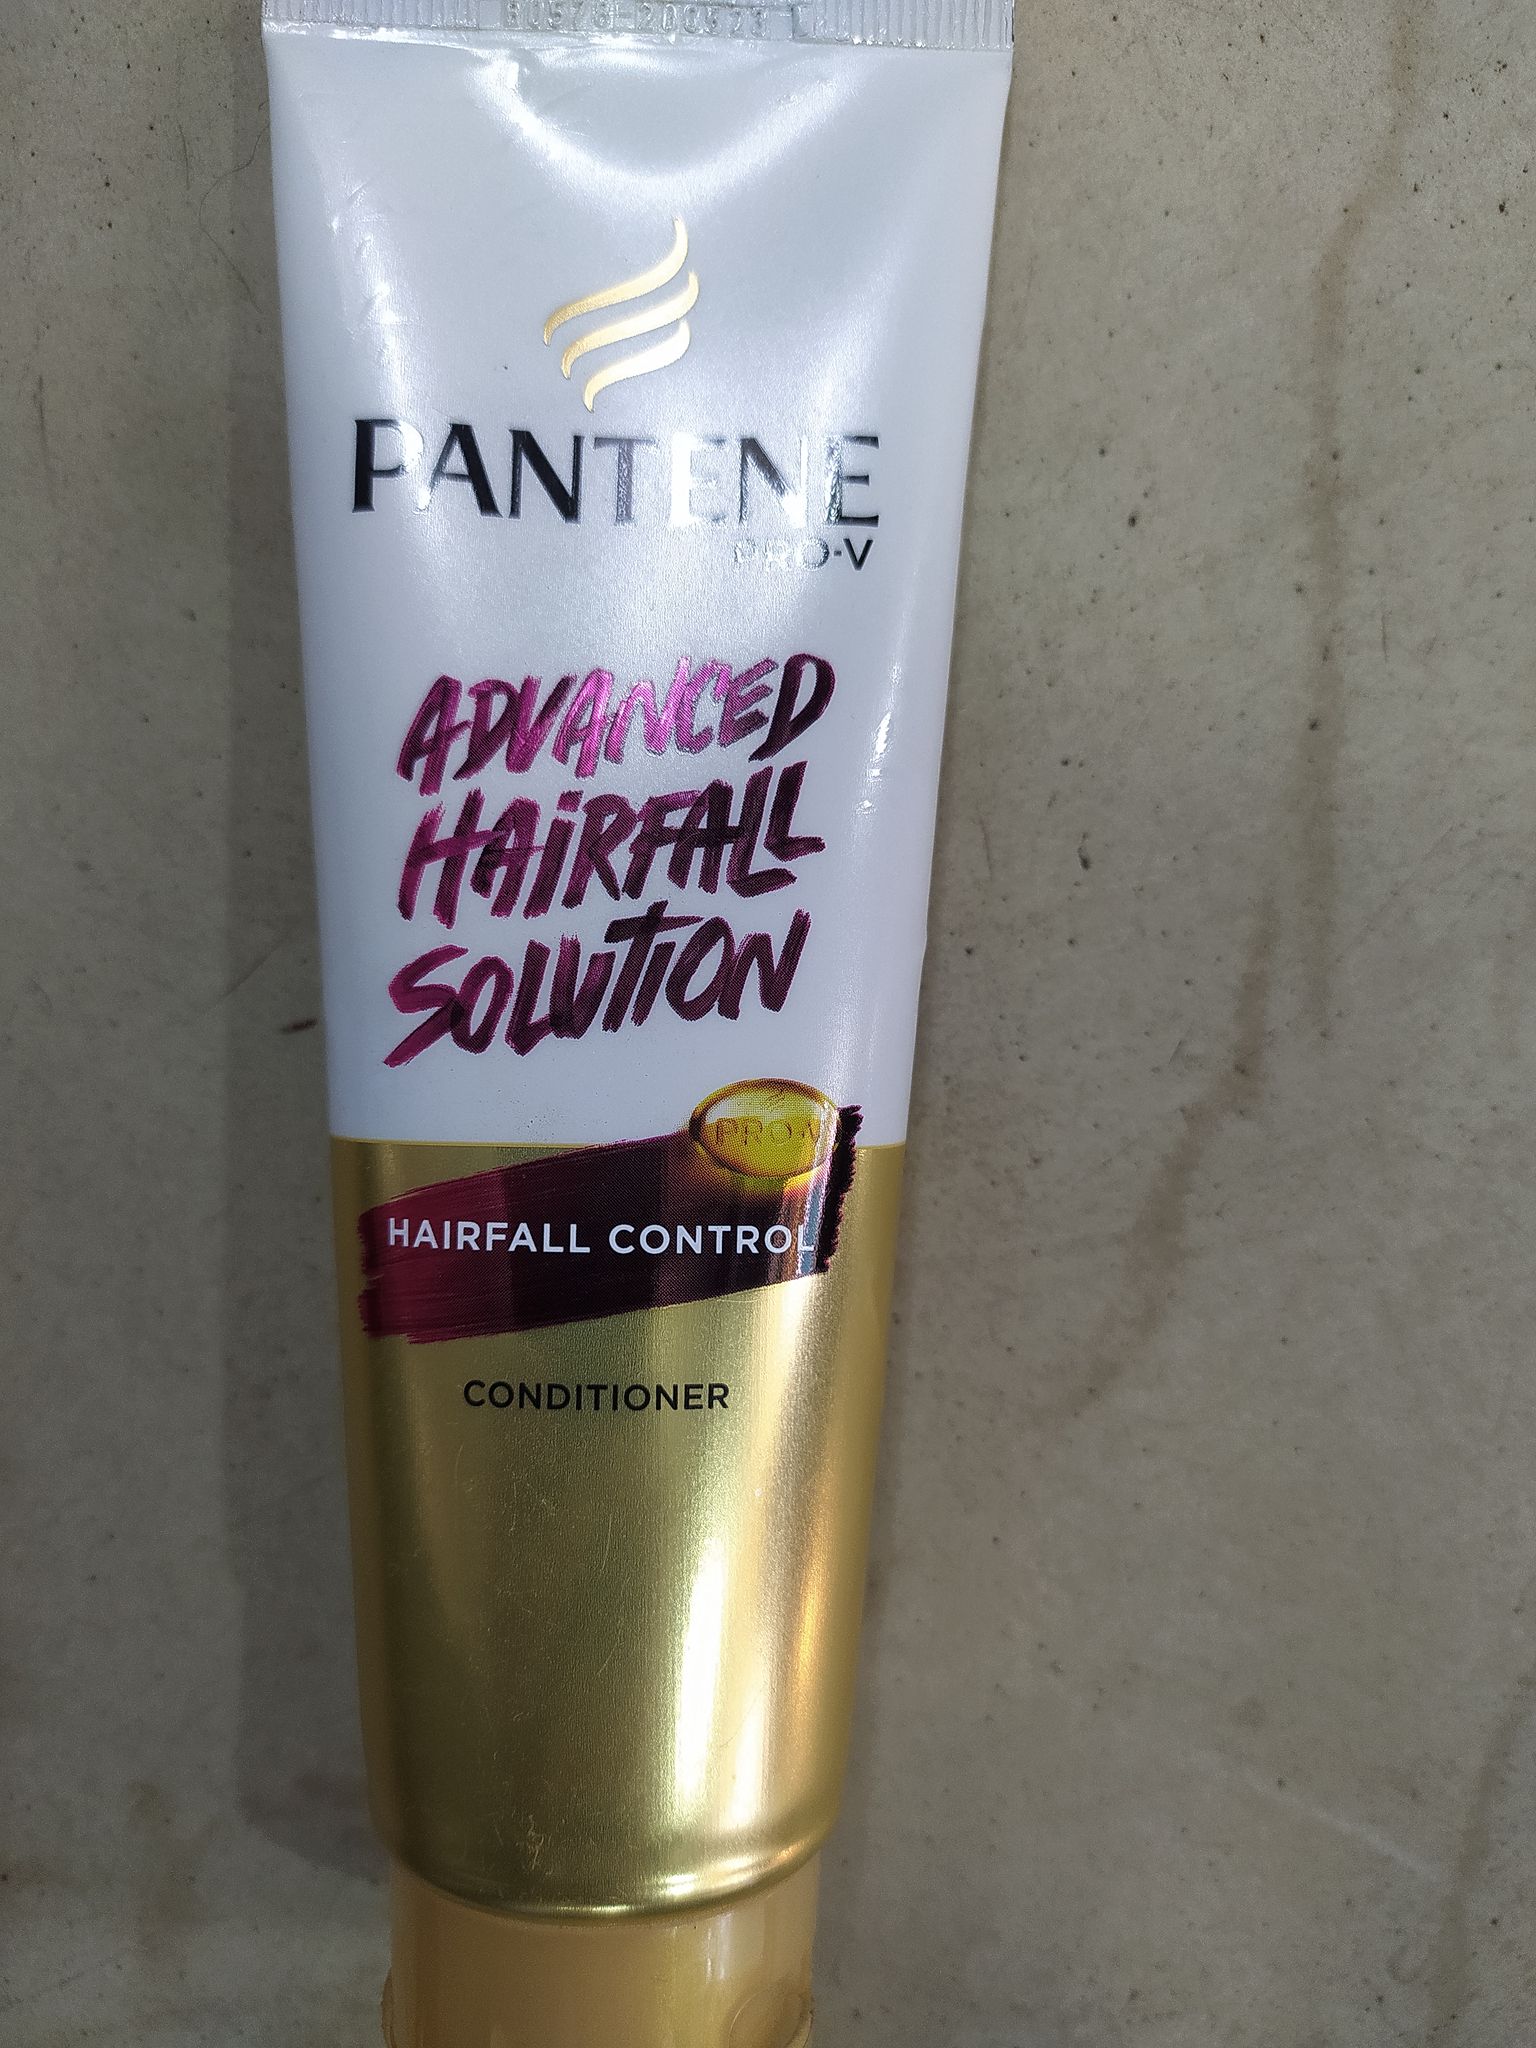 PANTENE
PRO-V
ADVANCED
HAIRFALL
SOLUTION
PRO-V
HAIRFALL CONTROL
CONDITIONER